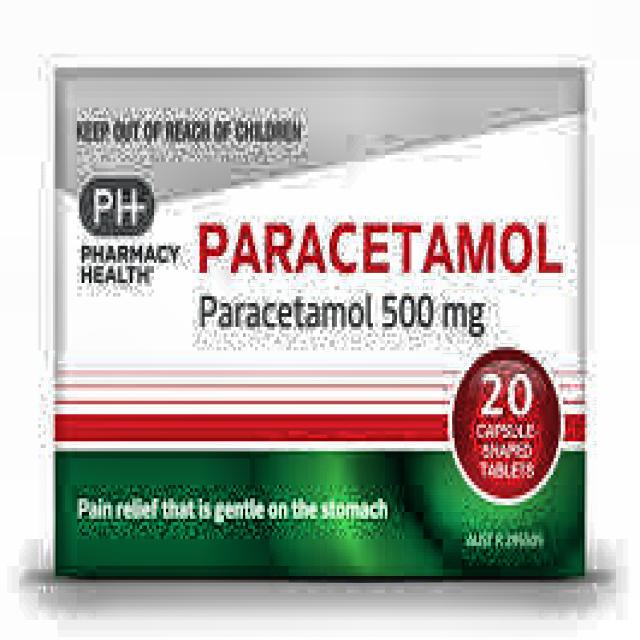 KEEP OUT OF REACH OF CHILDREN
PH
PHARMACY
HEALTH
PARACETAMOL
Paracetamol 500 mg
20
CAPSULE-
SHAPED
TABLETS
Pain relief that is gentle on the stomach
AUST R